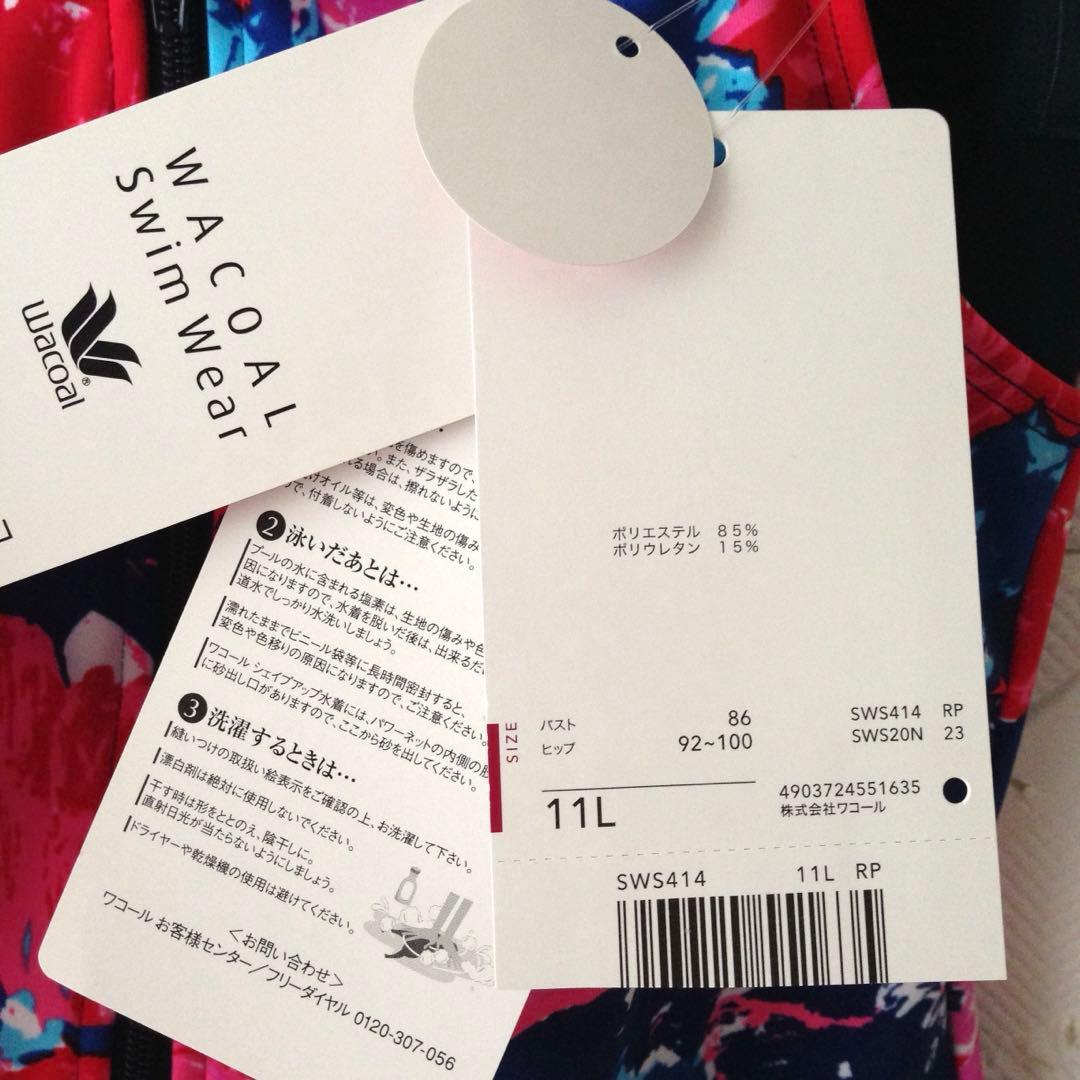 WACOAL
Swim Wear
wacoal®
を傷めますので、
また、ザラザラした
る場合は、擦れないように
けオイル等は、変色や生地の傷み
で、付着しないようにご注意ください。
2 泳いだあとは…
プールの水に含まれる塩素は、生地の傷みや色
因になりますので、水着を脱いだ後は、出来るだ
道水でしっかり水洗いしましょう。
濡れたままでビニール袋等に長時間密封すると、
変色や色移りの原因になりますので、ご注意ください。
ワコール シェイプアップ水着には、パワーネットの内側の股
に砂出し口がありますので、ここから砂を出してください。
3 洗濯するときは…
縫いつけの取扱い絵表示をご確認の上、お洗濯して下さい。
漂白剤は絶対に使用しないでください。
干す時は形をととのえ、陰干しに。
直射日光が当たらないようにしましょう。
ドライヤーや乾燥機の使用は避けてください。
<お問い合わせ>
ワコール お客様センター/フリーダイヤル 0120-307-056
ポリエステル 85%
ポリウレタン 15%
SIZE
バスト 86
ヒップ 92~100
11L
SWS414 RP
SWS20N 23
4903724551635
株式会社ワコール
SWS414 11L RP